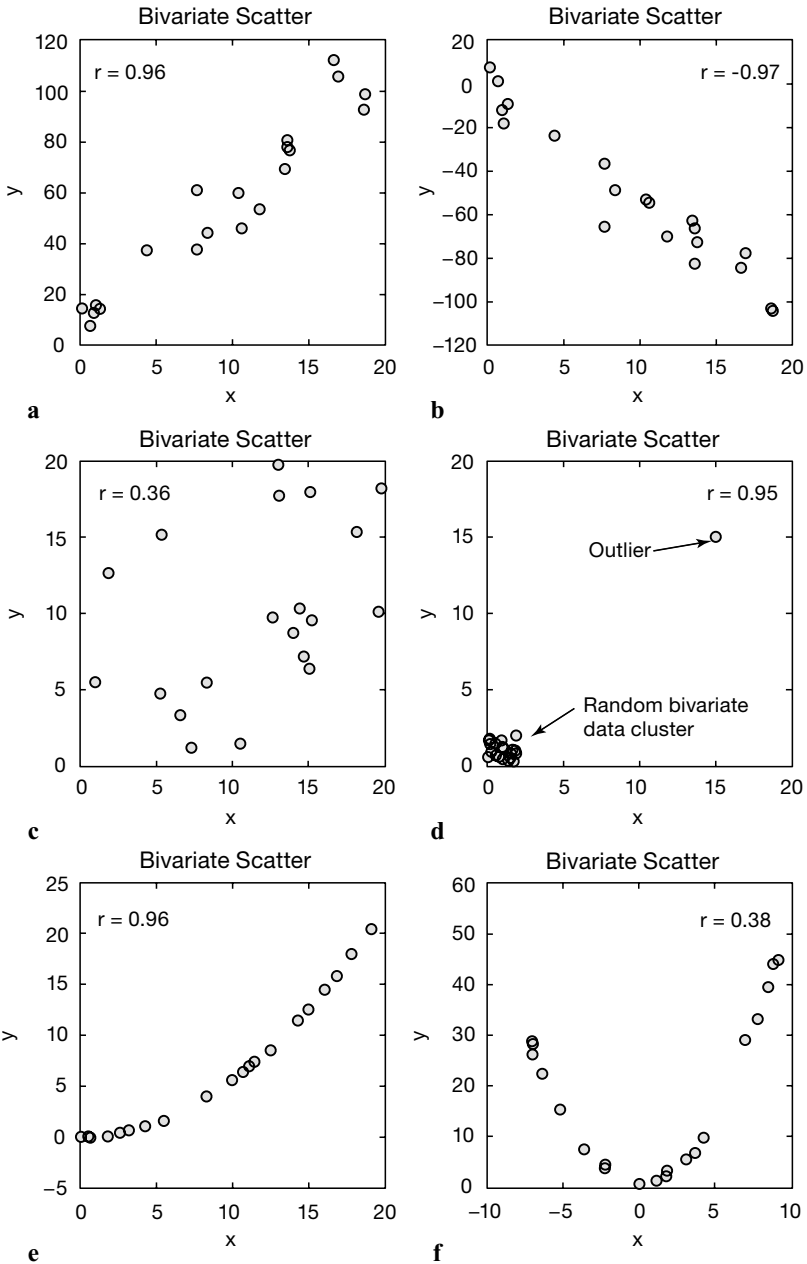 Bivariate Scatter
r = 0.96
120
100
80
60
40
20
0
y
0 5 10 15 20
x
a
Bivariate Scatter
r = -0.97
20
0
−20
−40
−60
−80
−100
−120
y
0 5 10 15 20
x
b
Bivariate Scatter
r = 0.36
20
15
10
5
0
y
0 5 10 15 20
x
c
Bivariate Scatter
r = 0.95
Outlier
Random bivariate
data cluster
20
15
10
5
0
y
0 5 10 15 20
x
d
Bivariate Scatter
r = 0.96
25
20
15
10
5
0
−5
y
0 5 10 15 20
x
e
Bivariate Scatter
r = 0.38
60
50
40
30
20
10
0
y
−10 −5 0 5 10
x
f